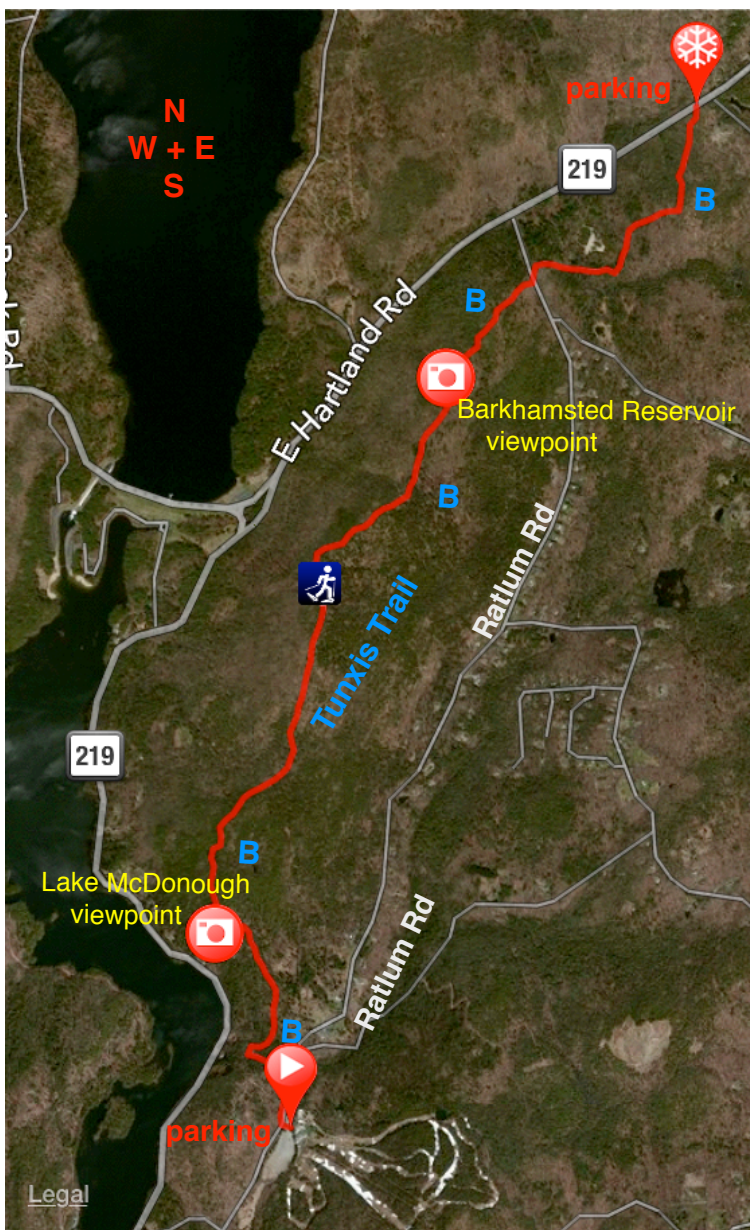 N
W + E
S
parking
219
B
B
E Hartland Rd
Barkhamsted Reservoir
viewpoint
B
Ratlum Rd
Tunxis Trail
219
B
Lake McDonough
viewpoint
Ratlum Rd
B
parking
Legal